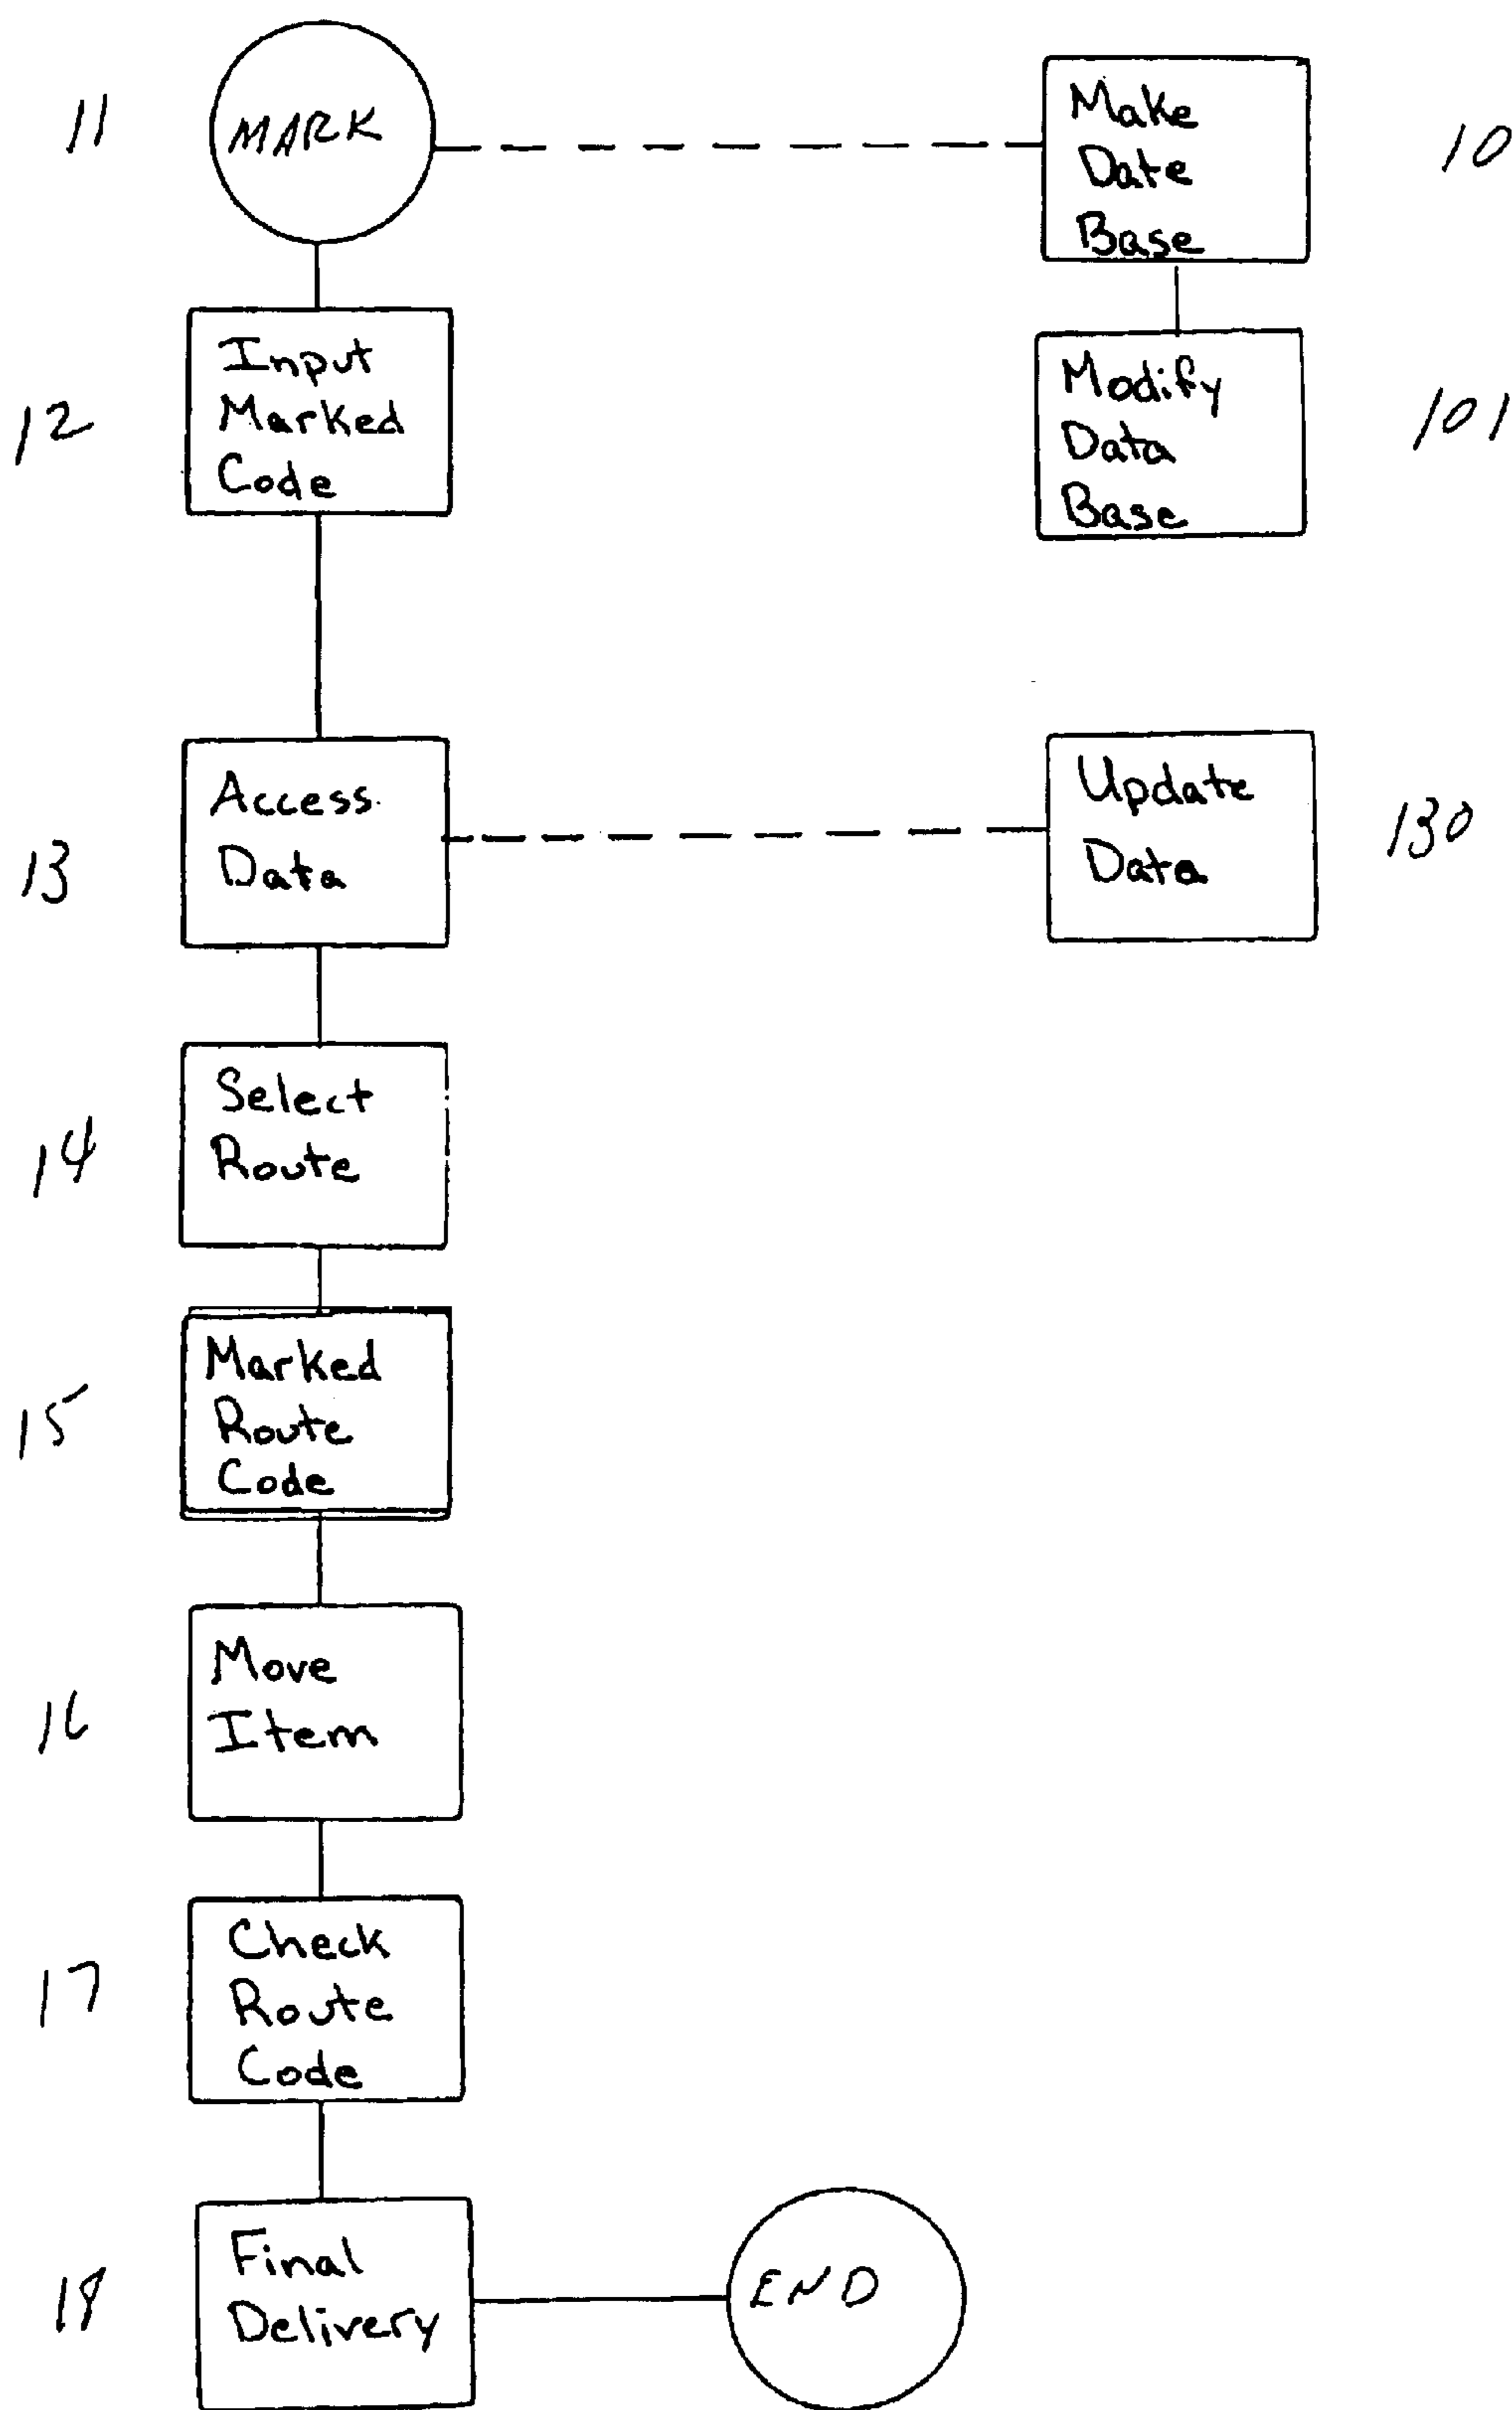 11
MARK
Make
Date
Base
10
12
Input
Marked
Code
Modify
Data
Base
101
13
Access
Data
Update
Data
130
14
Select
Route
15
Marked
Route
Code
16
Move
Item
17
Check
Route
Code
18
Final
Delivery
END